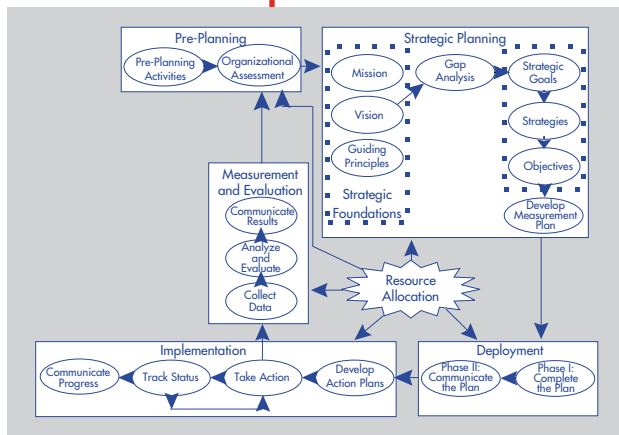 Pre-Planning
Pre-Planning
Activities
Organizational
Assessment
Strategic Planning
Mission
Vision
Guiding
Principles
Strategic
Foundations
Gap
Analysis
Strategic
Goals
Strategies
Objectives
Develop
Measurement
Plan
Measurement
and Evaluation
Communicate
Results
Analyze
and
Evaluate
Collect
Data
Resource
Allocation
Implementation
Communicate
Progress
Track Status
Take Action
Develop
Action Plans
Deployment
Phase II:
Communicate
the Plan
Phase I:
Complete
the Plan